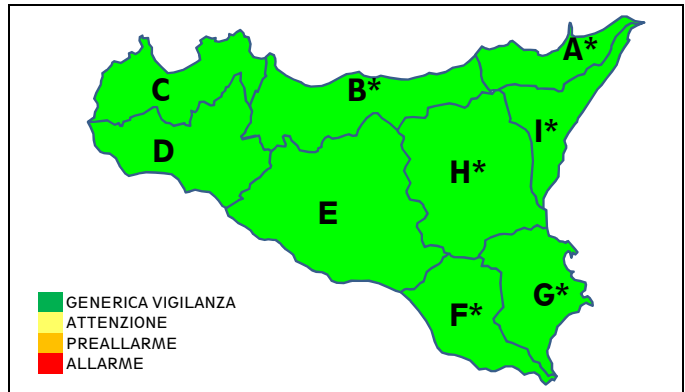 A*
C
B*
I*
D
H*
E
G*
F*
GENERICA VIGILANZA
ATTENZIONE
PREALLARME
ALLARME